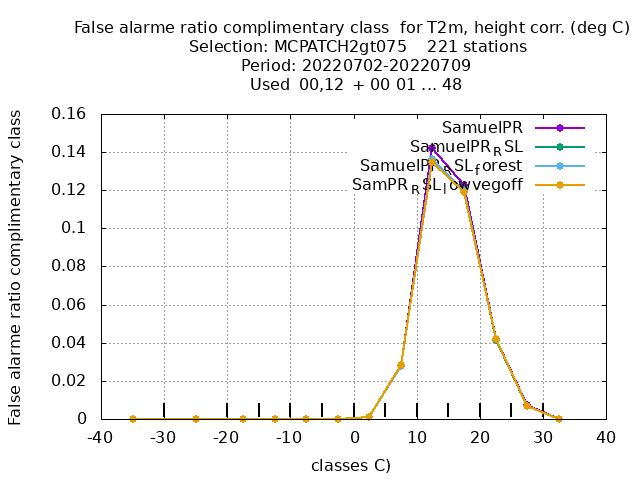 False alarme ratio complimentary class  for T2m, height corr. (deg C)
Selection: MCPATCH2gt075    221 stations
Period: 20220702-20220709
Used  00,12  + 00 01 ... 48
False alarme ratio complimentary class
0.16
0.14
0.12
0.1
0.08
0.06
0.04
0.02
0
SamuelPR
SamuelPR_RSL
SamuelPR_RSL_forest
SamPR_RSL_lowvegoff
-40 -30 -20 -10 0 10 20 30 40
classes C)